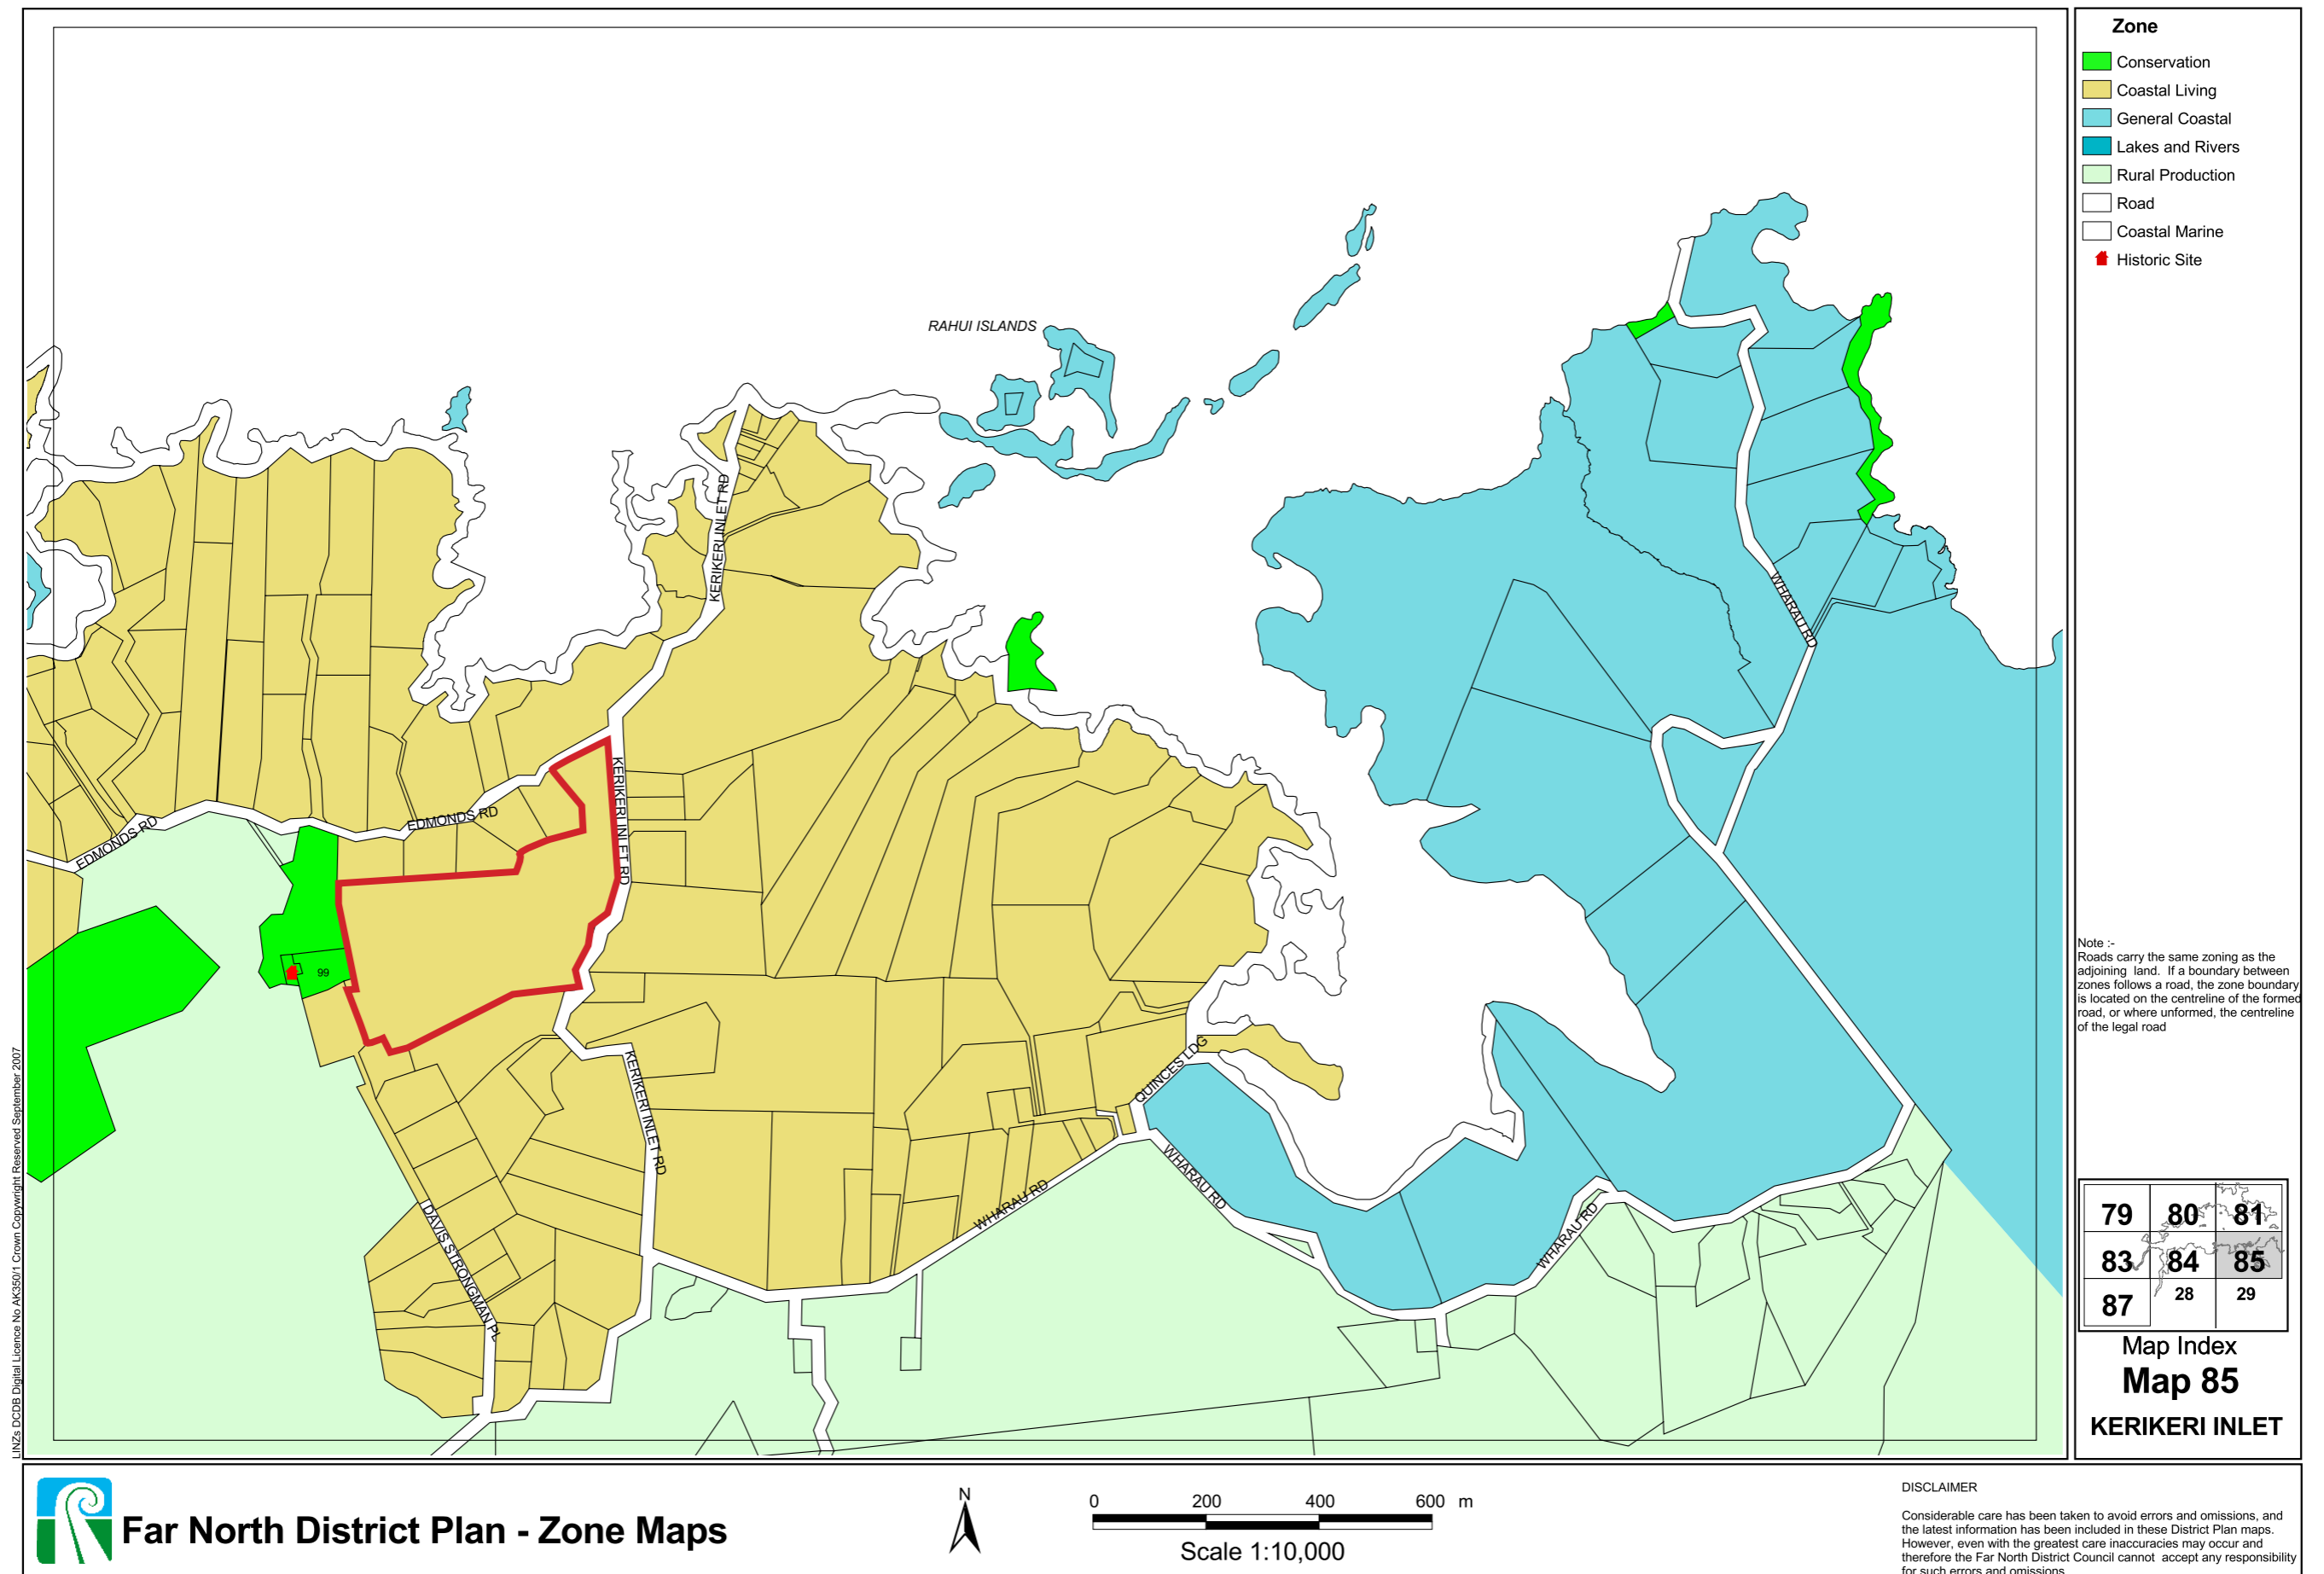 Zone
Conservation
Coastal Living
General Coastal
Lakes and Rivers
Rural Production
Road
Coastal Marine
Historic Site
RAHUI ISLANDS
KERIKERI INLET RD
WHARAU RD
KERIKERI INLET RD
EDMONDS RD
EDMONDS RD
99
KERIKERI INLET RD
QUINCES LDG
WHARAU RD
WHARAU RD
WHARAU RD
DAVIS STRONGMAN PL
Note :-
Roads carry the same zoning as the
adjoining land. If a boundary between
zones follows a road, the zone boundary
is located on the centreline of the formed
road, or where unformed, the centreline
of the legal road
79 80 81
83 84 85
87 28 29
Map Index
Map 85
KERIKERI INLET
LINZs DCDB Digital Licence No AK350/1 Crown Copyright Reserved September 2007
Far North District Plan - Zone Maps
N
0 200 400 600 m
Scale 1:10,000
DISCLAIMER
Considerable care has been taken to avoid errors and omissions, and
the latest information has been included in these District Plan maps.
However, even with the greatest care inaccuracies may occur and
therefore the Far North District Council cannot accept any responsibility
for such errors and omissions.